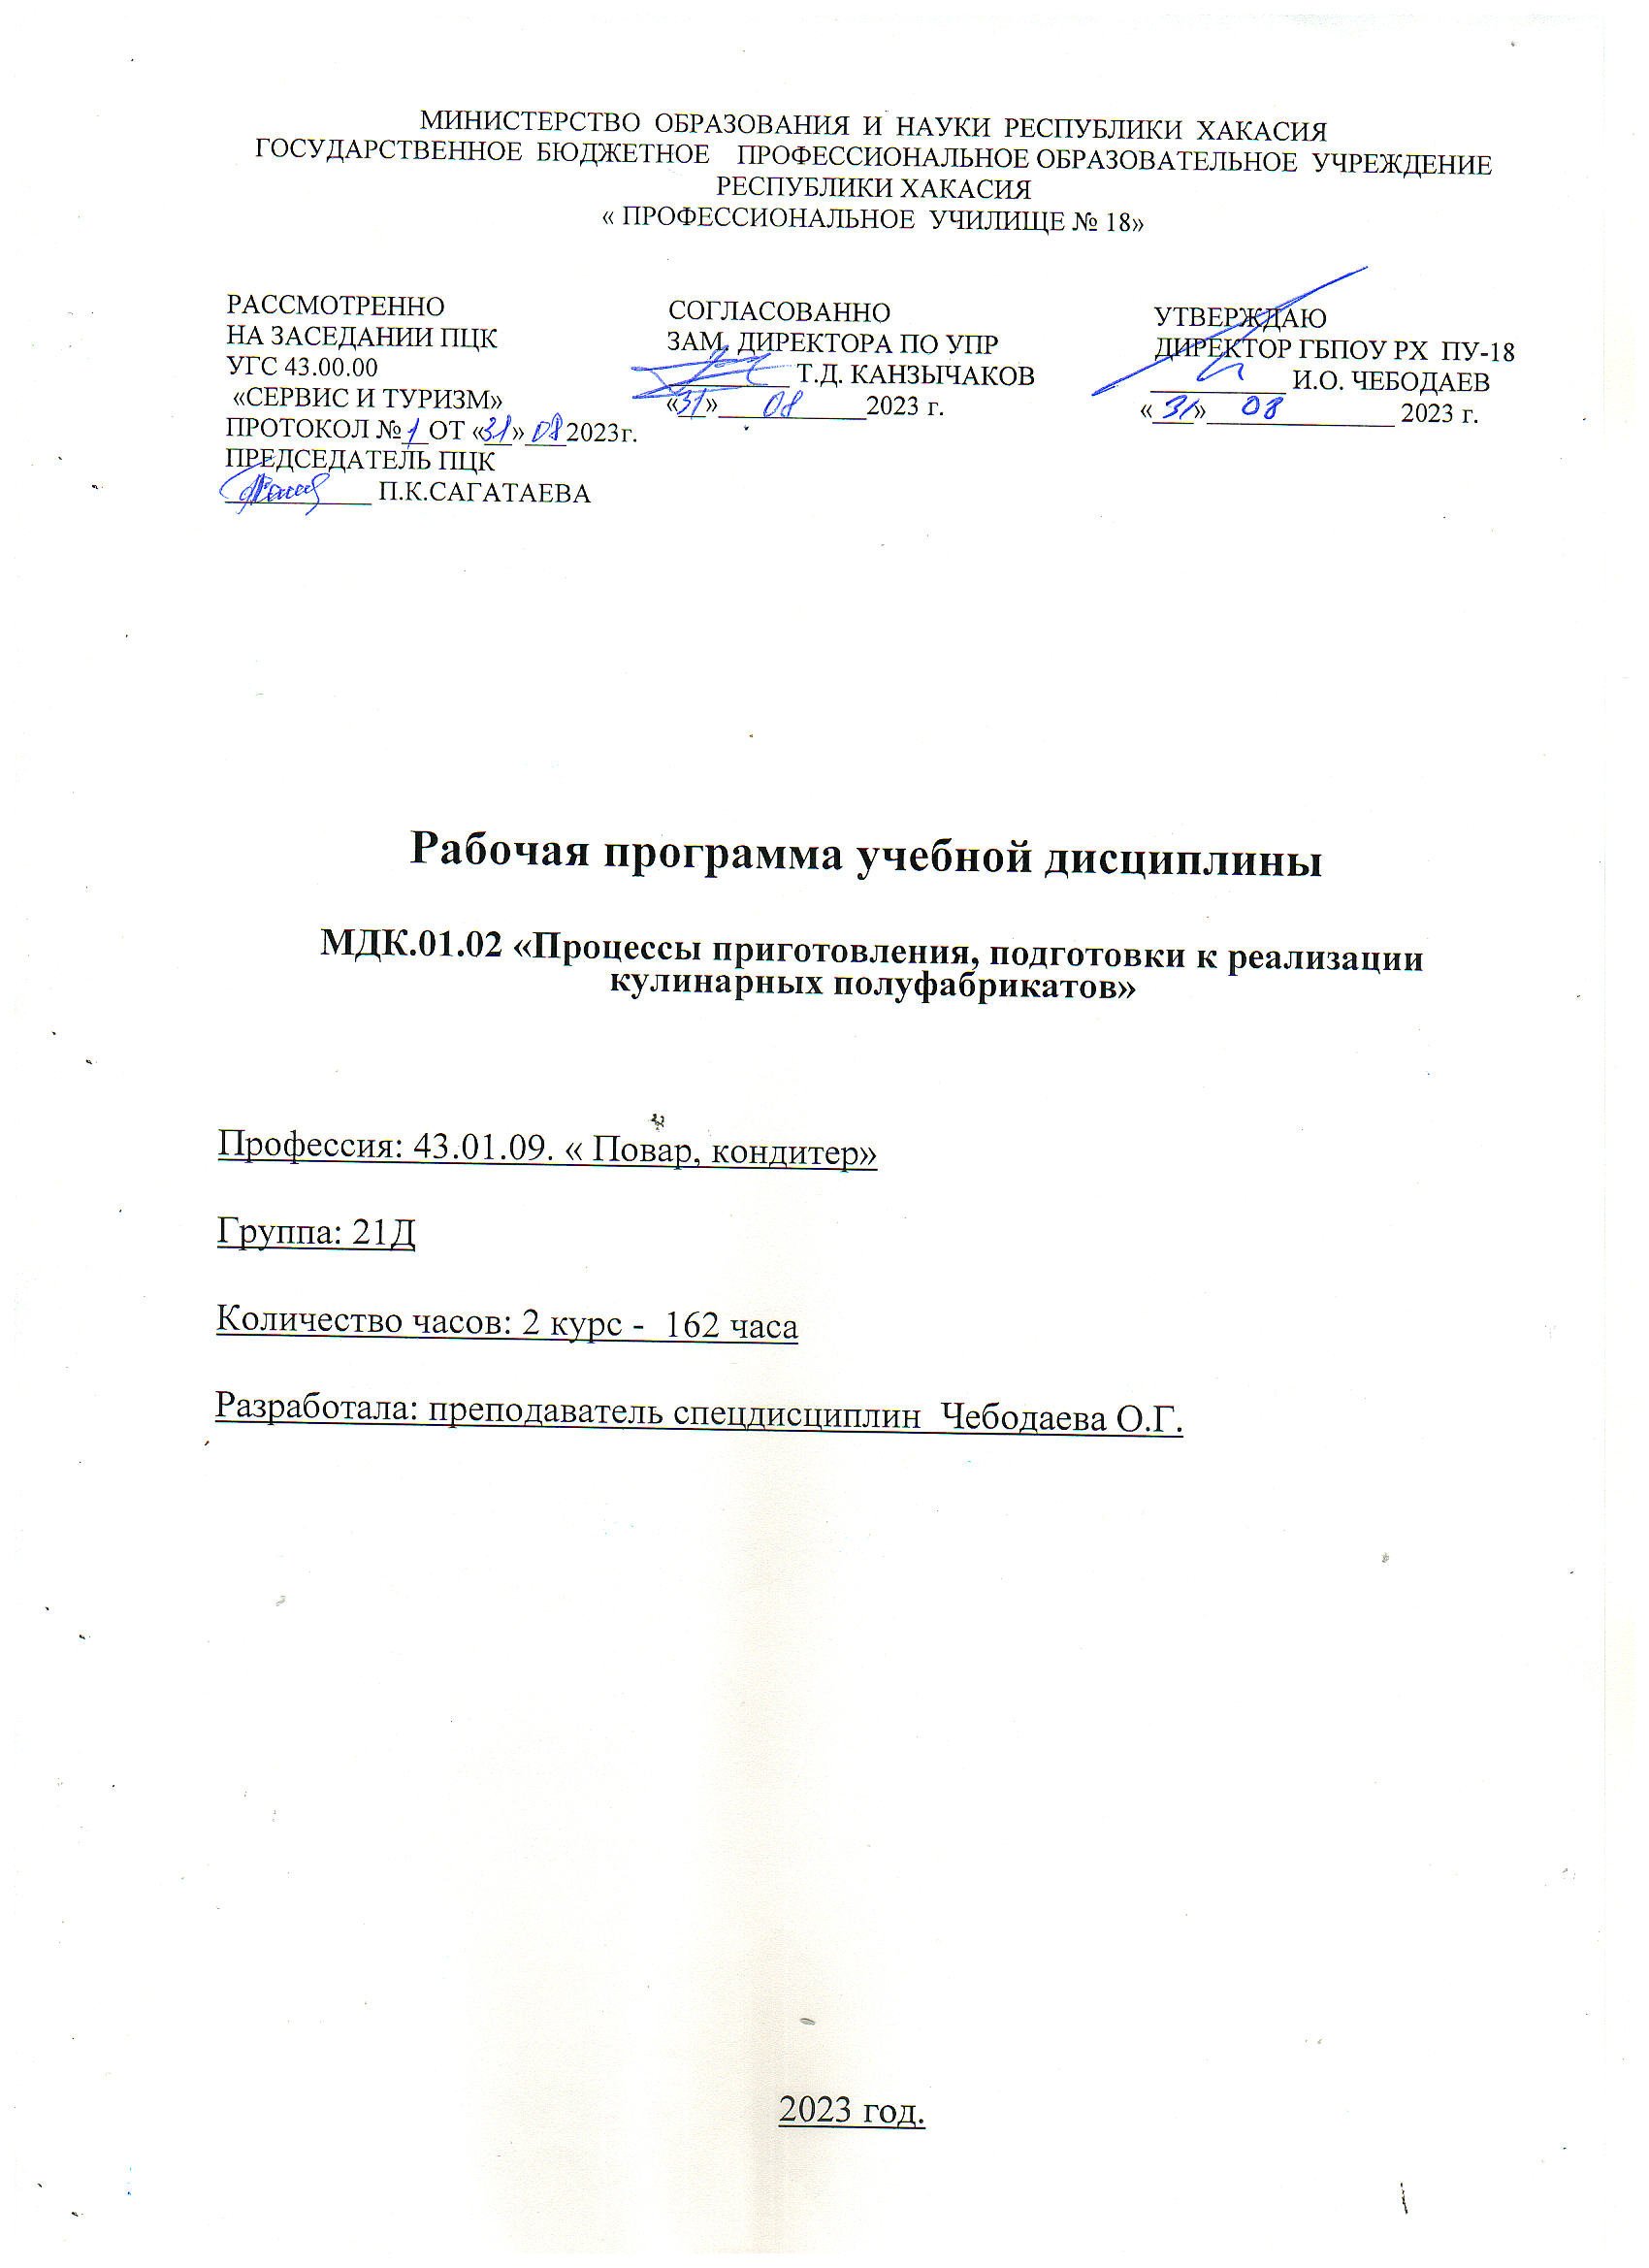 МИНИСТЕРСТВО ОБРАЗОВАНИЯ И НАУКИ РЕСПУБЛИКИ ХАКАСИЯ
ГОСУДАРСТВЕННОЕ БЮДЖЕТНОЕ ПРОФЕССИОНАЛЬНОЕ ОБРАЗОВАТЕЛЬНОЕ УЧРЕЖДЕНИЕ
РЕСПУБЛИКИ ХАКАСИЯ
« ПРОФЕССИОНАЛЬНОЕ УЧИЛИЩЕ № 18»
РАССМОТРЕННО
НА ЗАСЕДАНИИ ПЦК
УГС 43.00.00
«СЕРВИС И ТУРИЗМ»
ПРОТОКОЛ № 1 ОТ «31» 08 2023г.
ПРЕДСЕДАТЕЛЬ ПЦК
___________ П.К.САГАТАЕВА
СОГЛАСОВАННО
ЗАМ. ДИРЕКТОРА ПО УПР
_________ Т.Д. КАНЗЫЧАКОВ
«31» 08 2023 г.
УТВЕРЖДАЮ
ДИРЕКТОР ГБПОУ РХ ПУ-18
__________ И.О. ЧЕБОДАЕВ
«31» 08 2023 г.
Рабочая программа учебной дисциплины
МДК.01.02 «Процессы приготовления, подготовки к реализации
кулинарных полуфабрикатов»
Профессия: 43.01.09. « Повар, кондитер»
Группа: 21Д
Количество часов: 2 курс - 162 часа
Разработала: преподаватель спецдисциплин Чебодаева О.Г.
2023 год.